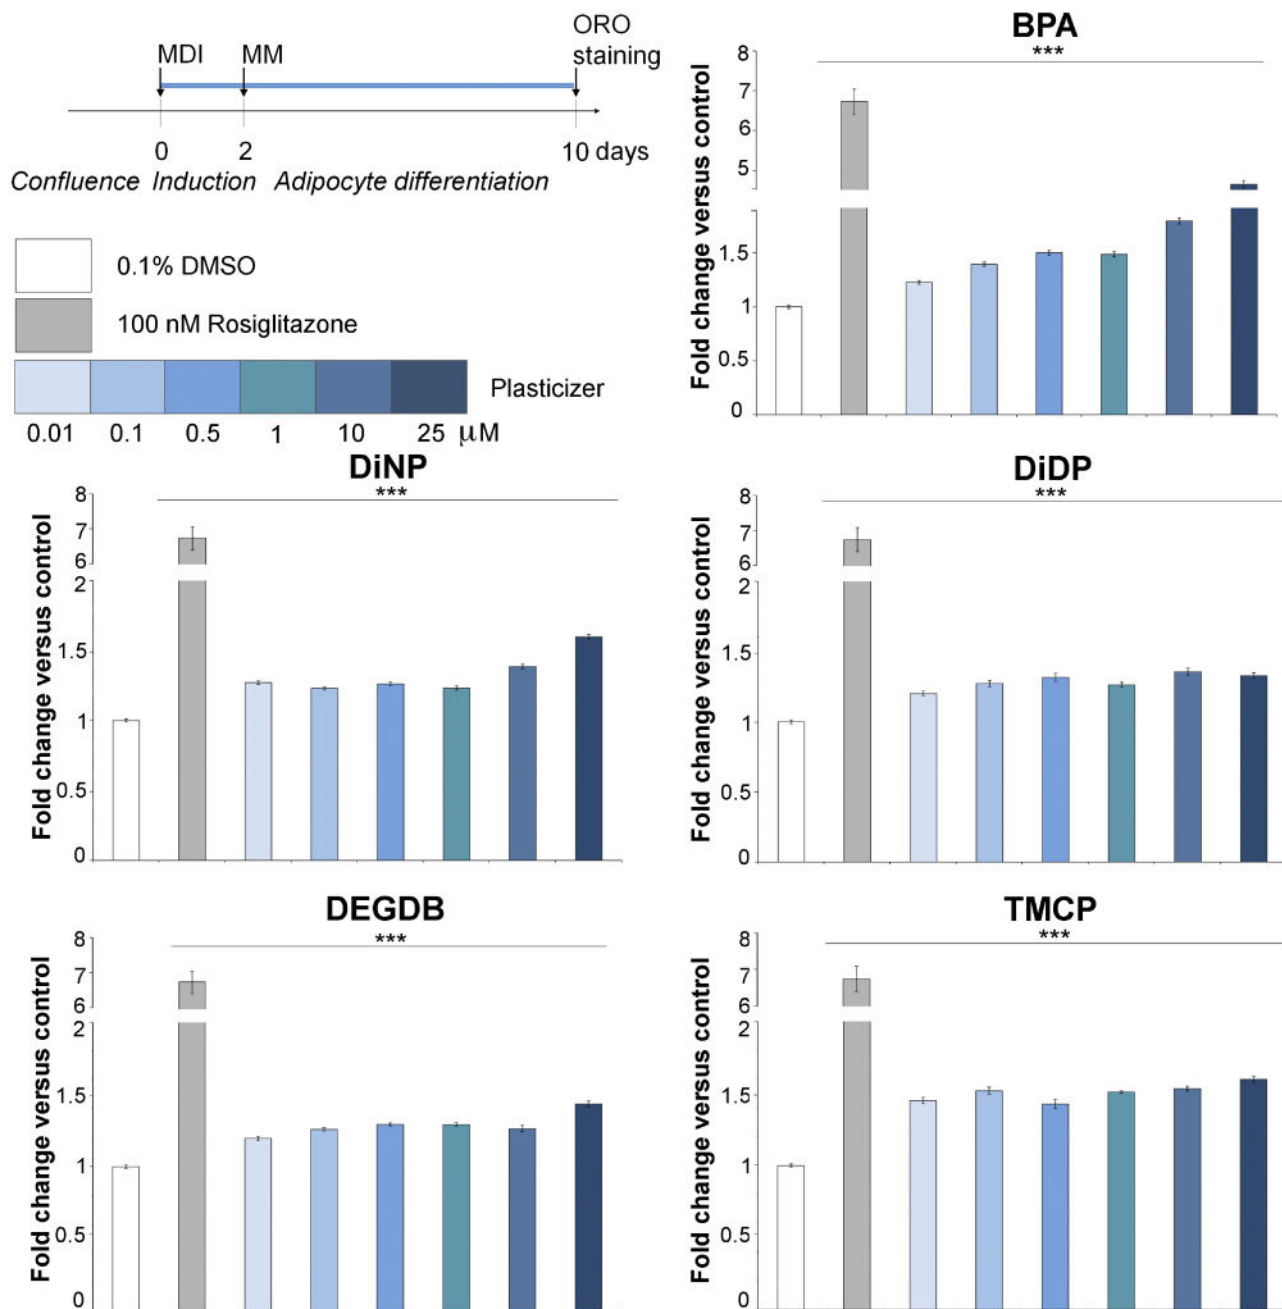 ORO
MDI MM staining
0 2 10 days
Confluence Induction Adipocyte differentiation
0.1% DMSO
100 nM Rosiglitazone
Plasticizer
0.01 0.1 0.5 1 10 25 μM
BPA
***
Fold change versus control
8
7
6
5
1.5
1
0.5
0
DiNP
***
Fold change versus control
8
7
6
2
1.5
1
0.5
0
DiDP
***
Fold change versus control
8
7
6
2
1.5
1
0.5
0
DEGDB
***
Fold change versus control
8
7
6
2
1.5
1
0.5
0
TMCP
***
Fold change versus control
8
7
6
2
1.5
1
0.5
0